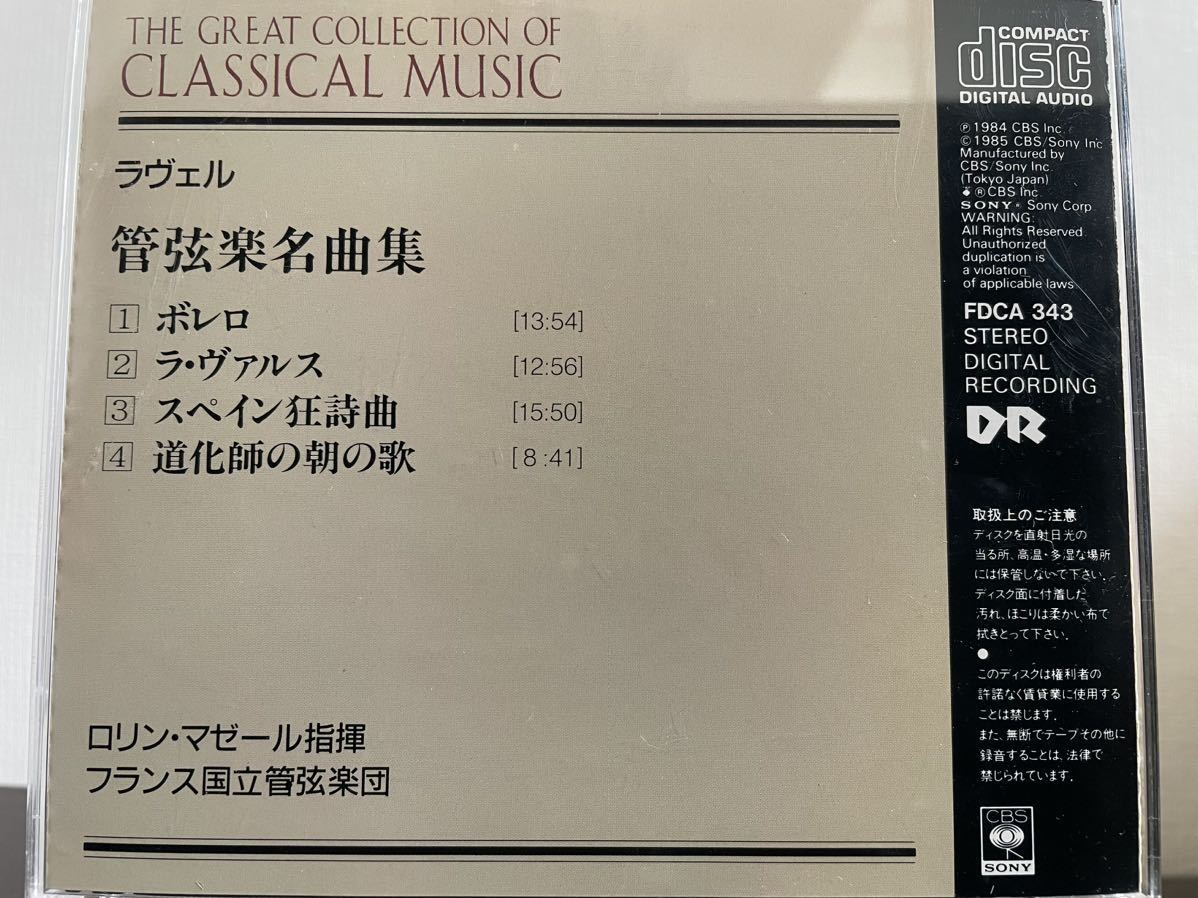 THE GREAT COLLECTION OF
CLASSICAL MUSIC
ラヴェル
管弦楽名曲集
1 ボレロ [13:54]
2 ラ・ヴァルス [12:56]
3 スペイン狂詩曲 [15:50]
4 道化師の朝の歌 [8:41]
ロリン・マゼール指揮
フランス国立管弦楽団
COMPACT
disc
DIGITAL AUDIO
℗ 1984 CBS Inc.
© 1985 CBS/Sony Inc
Manufactured by
CBS/Sony Inc.
(Tokyo Japan)
® CBS Inc.
SONY® Sony Corp
WARNING:
All Rights Reserved
Unauthorized
duplication is
a violation
of applicable laws
FDCA 343
STEREO
DIGITAL
RECORDING
DR
取扱上のご注意
ディスクを直射日光の
当る所、高温・多湿な場所
には保管しないで下さい。
ディスク面に付着した
汚れ、ほこりは柔かい布で
拭きとって下さい。
●
このディスクは権利者の
許諾なく賃貸業に使用する
ことは禁じます。
また、無断でテープその他に
録音することは、法律で
禁じられています。
CBS
SONY